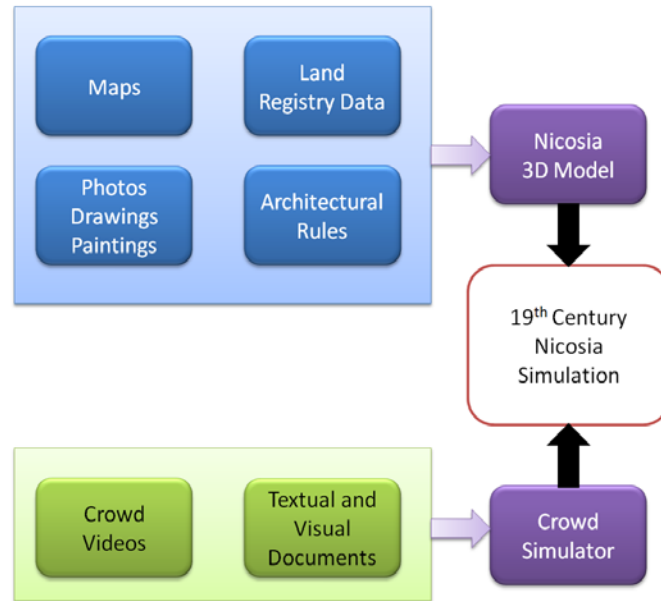 Maps
Land
Registry Data
Photos
Drawings
Paintings
Architectural
Rules
Nicosia
3D Model
19th Century
Nicosia
Simulation
Crowd
Videos
Textual and
Visual
Documents
Crowd
Simulator